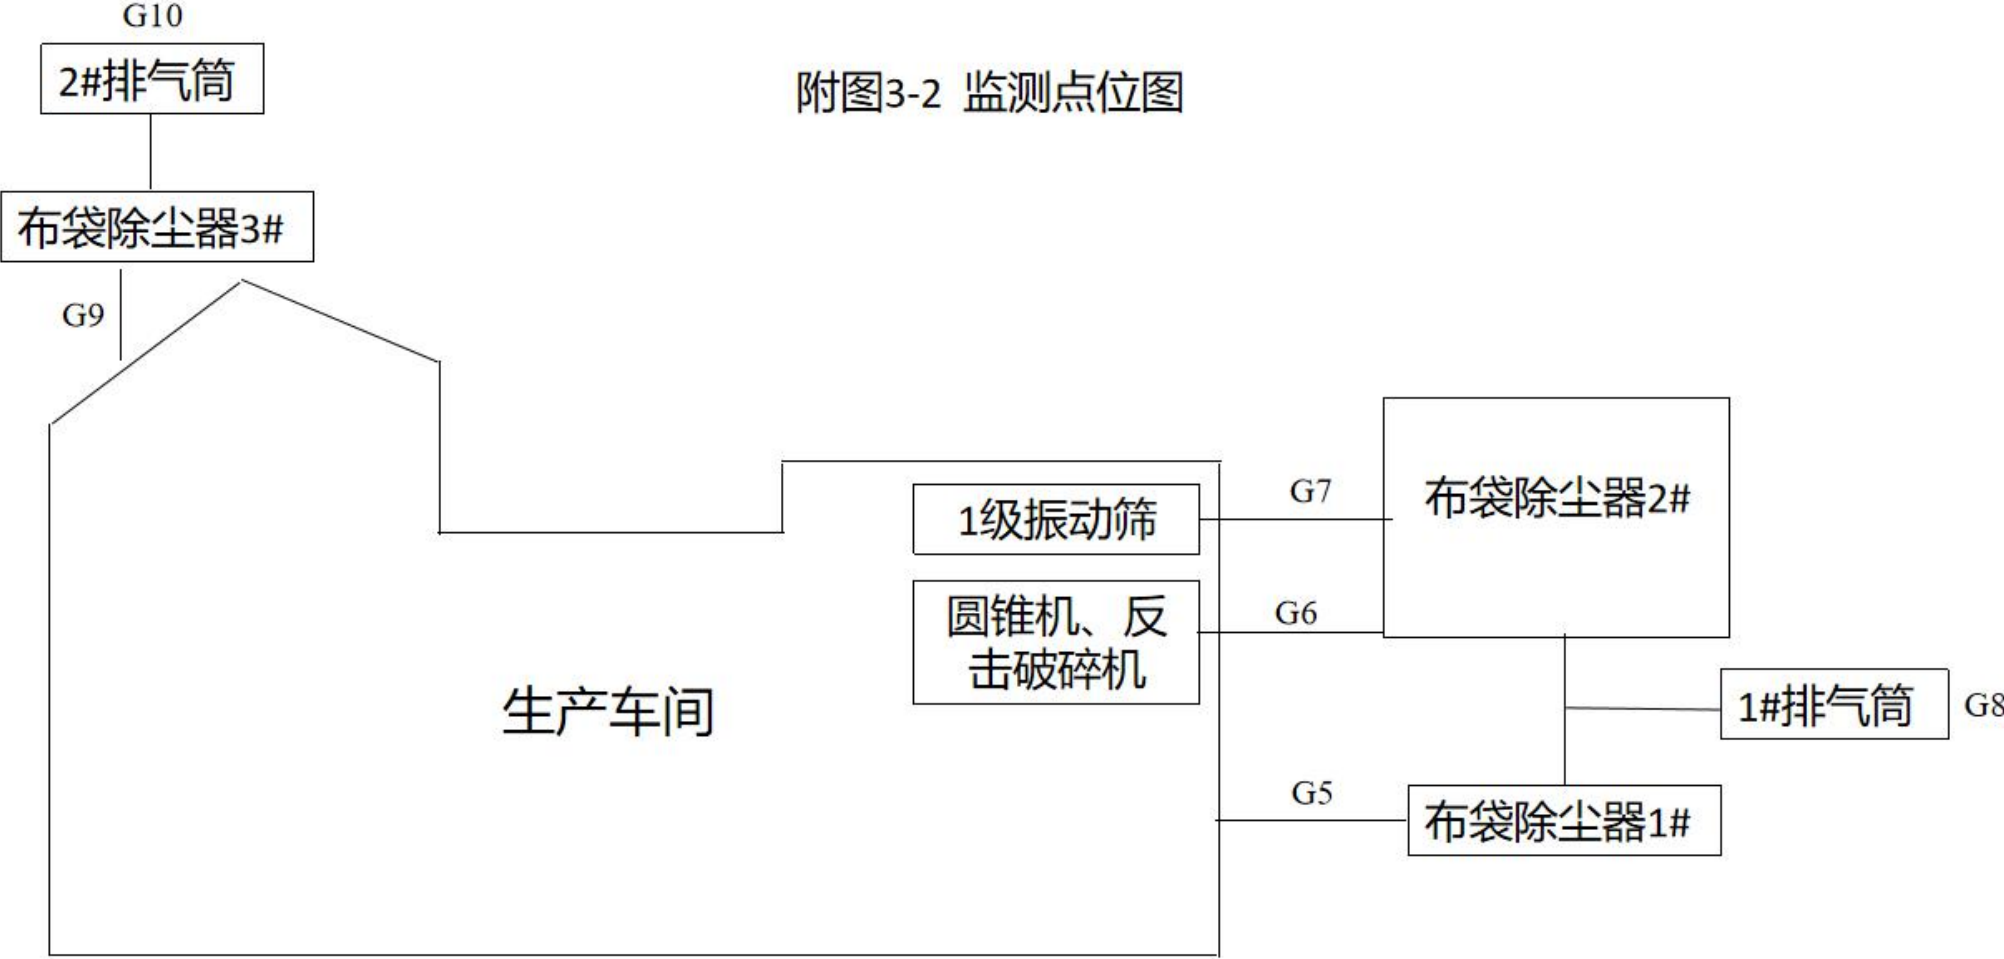 G10
2#排气筒
附图3-2 监测点位图
布袋除尘器3#
G9
1级振动筛
G7
布袋除尘器2#
圆锥机、反
击破碎机
G6
生产车间
1#排气筒
G8
G5
布袋除尘器1#